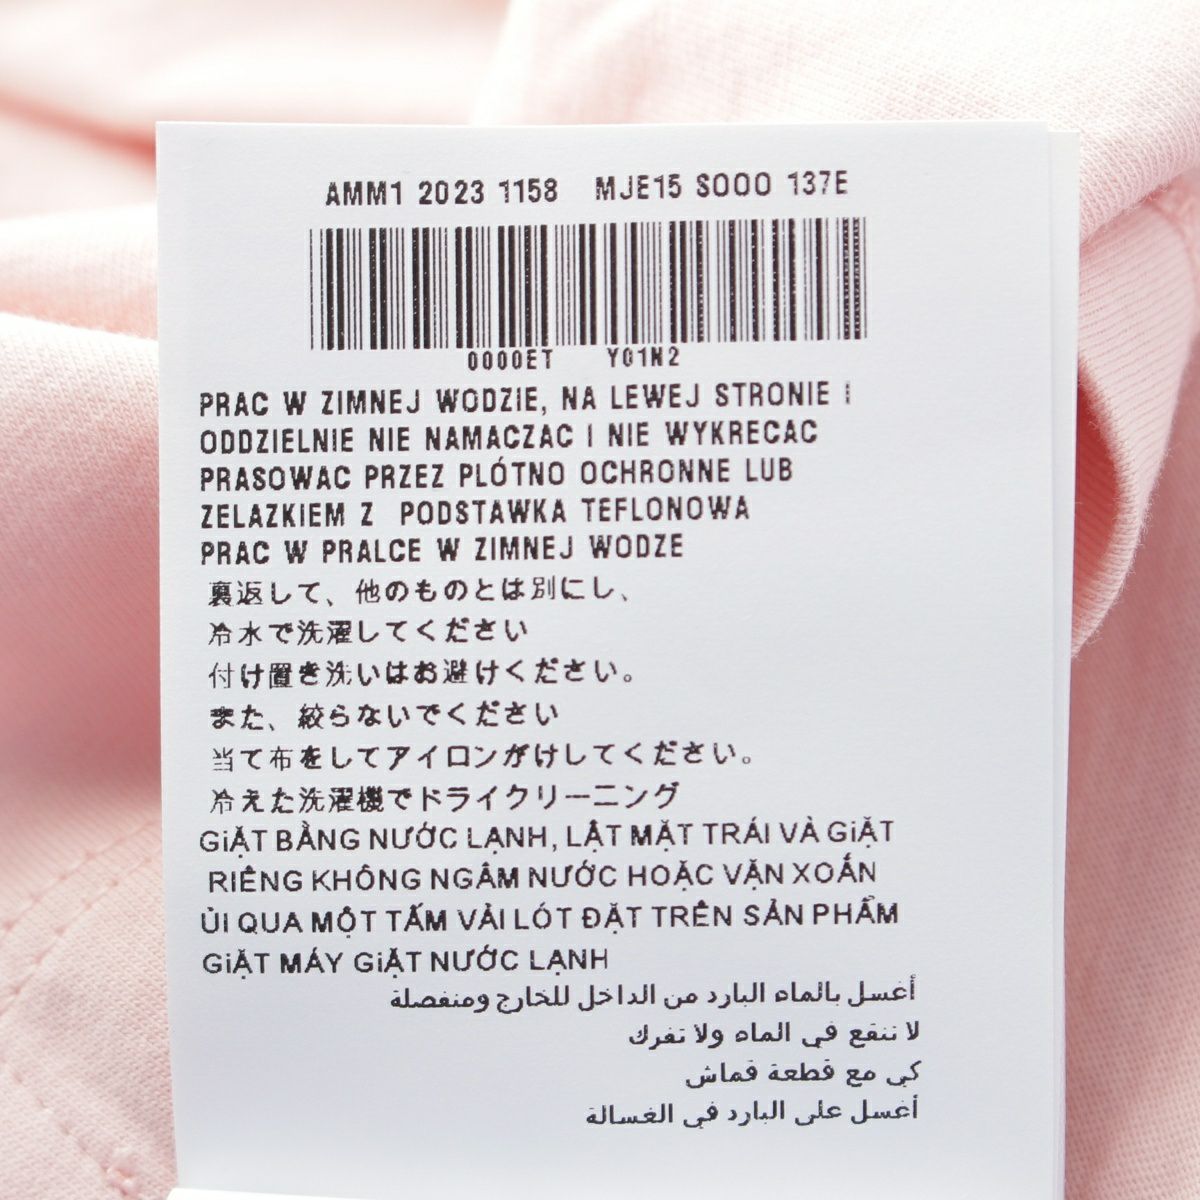 AMM1 2023 1158 MJE15 S000 137E
0000ET Y01N2
PRAC W ZIMNEJ WODZIE, NA LEWEJ STRONIE I
ODDZIELNIE NIE NAMACZAC I NIE WYKRECAC
PRASOWAC PRZEZ PLÓTNO OCHRONNE LUB
ZELAZKIEM Z PODSTAWKA TEFLONOWA
PRAC W PRALCE W ZIMNEJ WODZE
裏返して、他のものとは別にし、
冷水で洗濯してください
付け置き洗いはお避けください。
また、絞らないでください
当て布をしてアイロンがけしてください。
冷えた洗濯機でドライクリーニング
GiẶT BẰNG NƯỚC LẠNH, LẬT MẶT TRÁI VÀ GiẶT
RIÊNG KHÔNG NGÂM NƯỚC HOẶC VẶN XOẮN
ỦI QUA MỘT TẤM VẢI LÓT ĐẶT TRÊN SẢN PHẨM
GiẶT MÁY GiẶT NƯỚC LẠNH
أغسل بالماء البارد من الداخل للخارج ومنفصلة
لا تنقع في الماء ولا تفرك
كي مع قطعة قماش
أغسل على البارد في الغسالة